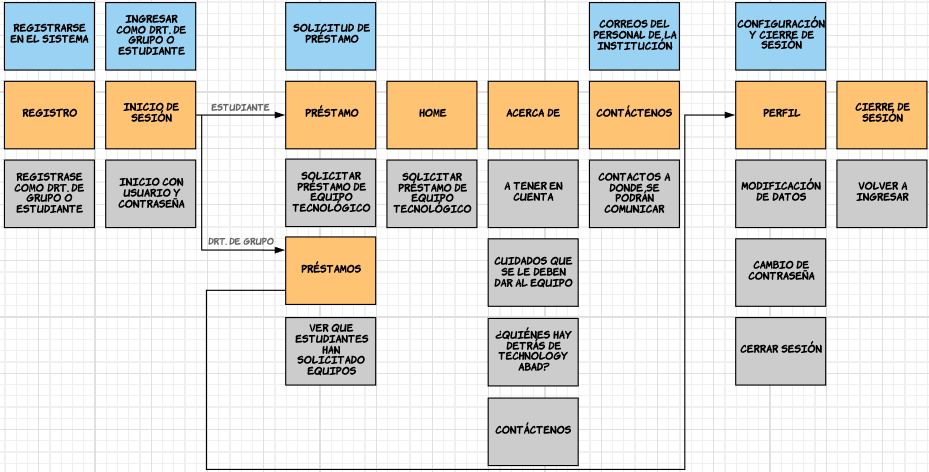 REGISTRARSE
EN EL SISTEMA
INGRESAR
COMO DRT. DE
GRUPO O
ESTUDIANTE
SOLICITUD DE
PRÉSTAMO
CORREOS DEL
PERSONAL DE LA
INSTITUCIÓN
CONFIGURACIÓN
Y CIERRE DE
SESIÓN
REGISTRO
INICIO DE
SESIÓN
ESTUDIANTE
PRÉSTAMO
HOME
ACERCA DE
CONTÁCTENOS
PERFIL
CIERRE DE
SESIÓN
REGISTRASE
COMO DRT. DE
GRUPO O
ESTUDIANTE
INICIO CON
USUARIO Y
CONTRASEÑA
SOLICITAR
PRÉSTAMO DE
EQUIPO
TECNOLÓGICO
SOLICITAR
PRÉSTAMO DE
EQUIPO
TECNOLÓGICO
A TENER EN
CUENTA
CONTACTOS A
DONDE SE
PODRÁN
COMUNICAR
MODIFICACIÓN
DE DATOS
VOLVER A
INGRESAR
DRT. DE GRUPO
PRÉSTAMOS
CUIDADOS QUE
SE LE DEBEN
DAR AL EQUIPO
CAMBIO DE
CONTRASEÑA
VER QUE
ESTUDIANTES
HAN
SOLICITADO
EQUIPOS
¿QUIÉNES HAY
DETRÁS DE
TECHNOLOGY
ABAD?
CERRAR SESIÓN
CONTÁCTENOS